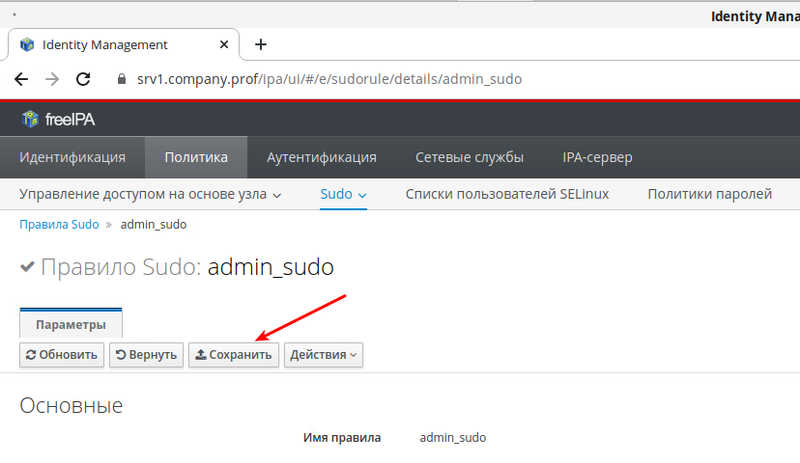 Identity Mana
Identity Management
srv1.company.prof/ipa/ui/#/e/sudorule/details/admin_sudo
freeIPA
Идентификация Политика Аутентификация Сетевые службы IPA-сервер
Управление доступом на основе узла Sudo Списки пользователей SELinux Политики паролей
Правила Sudo » admin_sudo
Правило Sudo: admin_sudo
Параметры
Обновить Вернуть Сохранить Действия
Основные
Имя правила admin_sudo